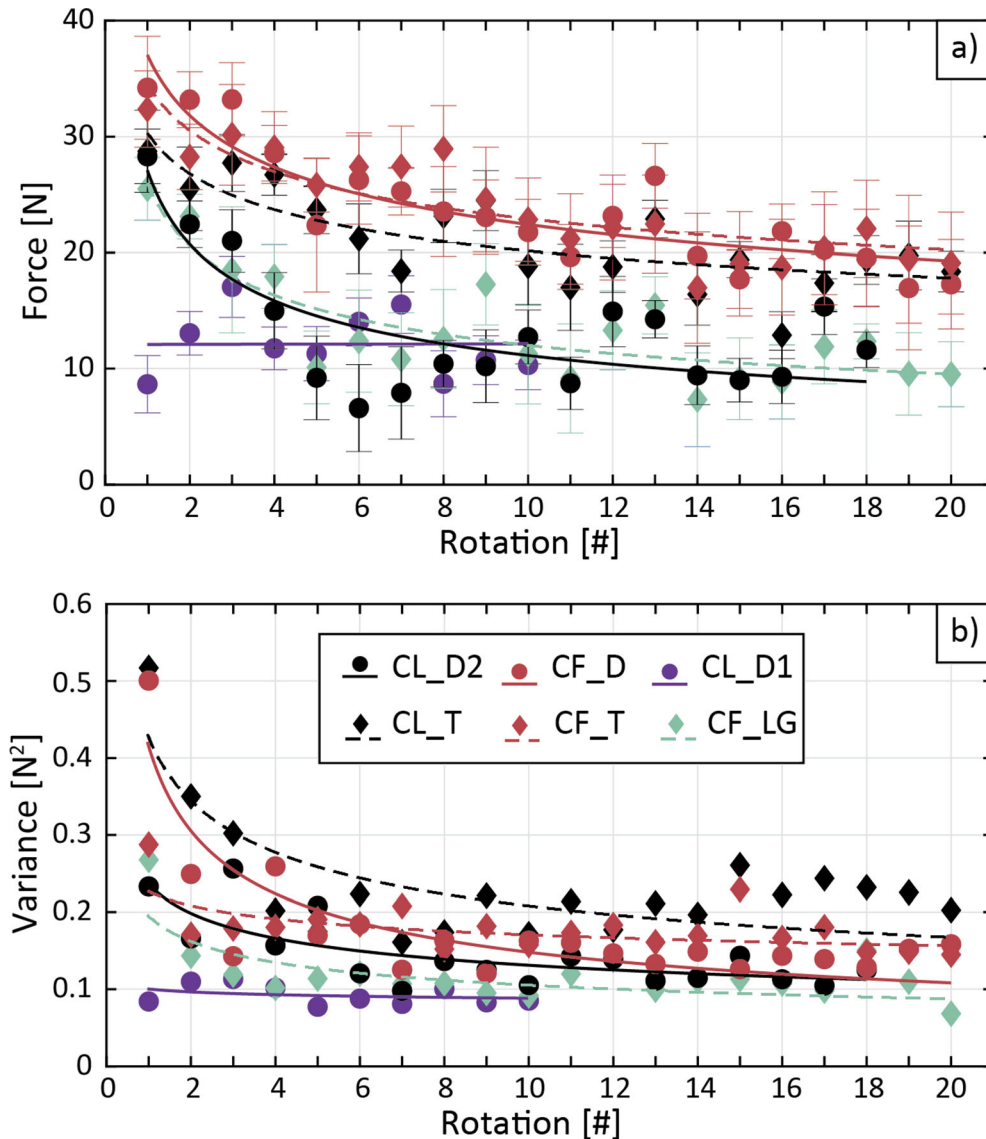 a)
40
30
20
10
0
Force [N]
0 2 4 6 8 10 12 14 16 18 20
Rotation [#]
b)
0.6
0.5
0.4
0.3
0.2
0.1
0
Variance [N²]
CL_D2 CF_D CL_D1
CL_T CF_T CF_LG
0 2 4 6 8 10 12 14 16 18 20
Rotation [#]